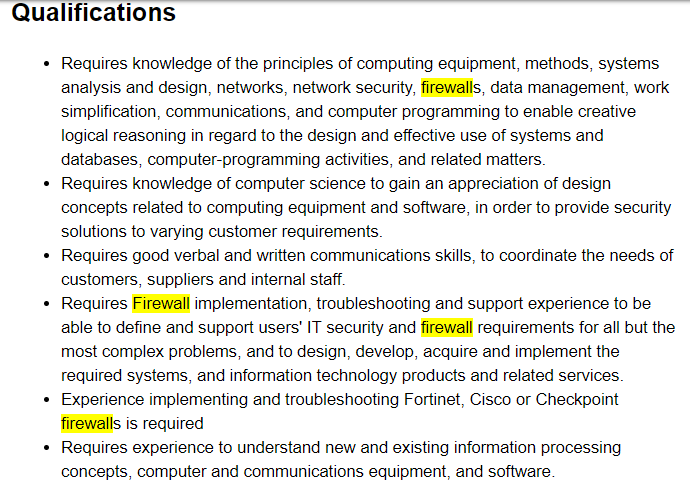 Qualifications
• Requires knowledge of the principles of computing equipment, methods, systems
analysis and design, networks, network security, firewalls, data management, work
simplification, communications, and computer programming to enable creative
logical reasoning in regard to the design and effective use of systems and
databases, computer-programming activities, and related matters.
• Requires knowledge of computer science to gain an appreciation of design
concepts related to computing equipment and software, in order to provide security
solutions to varying customer requirements.
• Requires good verbal and written communications skills, to coordinate the needs of
customers, suppliers and internal staff.
• Requires Firewall implementation, troubleshooting and support experience to be
able to define and support users' IT security and firewall requirements for all but the
most complex problems, and to design, develop, acquire and implement the
required systems, and information technology products and related services.
• Experience implementing and troubleshooting Fortinet, Cisco or Checkpoint
firewalls is required
• Requires experience to understand new and existing information processing
concepts, computer and communications equipment, and software.